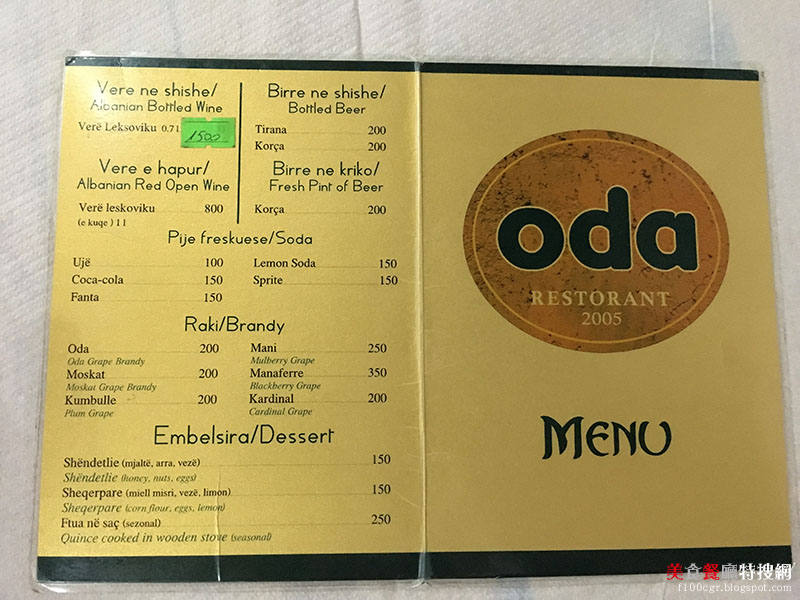 Vere ne shishe/
Albanian Bottled Wine
Verë Leksoviku 0.7 l 1500
Vere e hapur/
Albanian Red Open Wine
Verë leskoviku 800
(e kuqe ) 1 l
Birre ne shishe/
Bottled Beer
Tirana 200
Korça 200
Birre ne kriko/
Fresh Pint of Beer
Korça 200
Pije freskuese/Soda
Ujë 100
Coca-cola 150
Fanta 150
Lemon Soda 150
Sprite 150
Raki/Brandy
Oda 200
Oda Grape Brandy
Moskat 200
Moskat Grape Brandy
Kumbulle 200
Plum Grape
Mani 250
Mulberry Grape
Manaferre 350
Blackberry Grape
Kardinal 200
Cardinal Grape
Embelsira/Dessert
Shëndetlie (mjaltë, arra, vezë) 150
Shëndetlie (honey, nuts, eggs)
Sheqerpare (miell misri, vezë, limon) 150
Sheqerpare (corn flour, eggs, lemon)
Ftua në saç (sezonal) 250
Quince cooked in wooden stove (seasonal)
oda
RESTORANT
2005
MENU
美食餐廳特搜網
f100cgr.blogspot.com